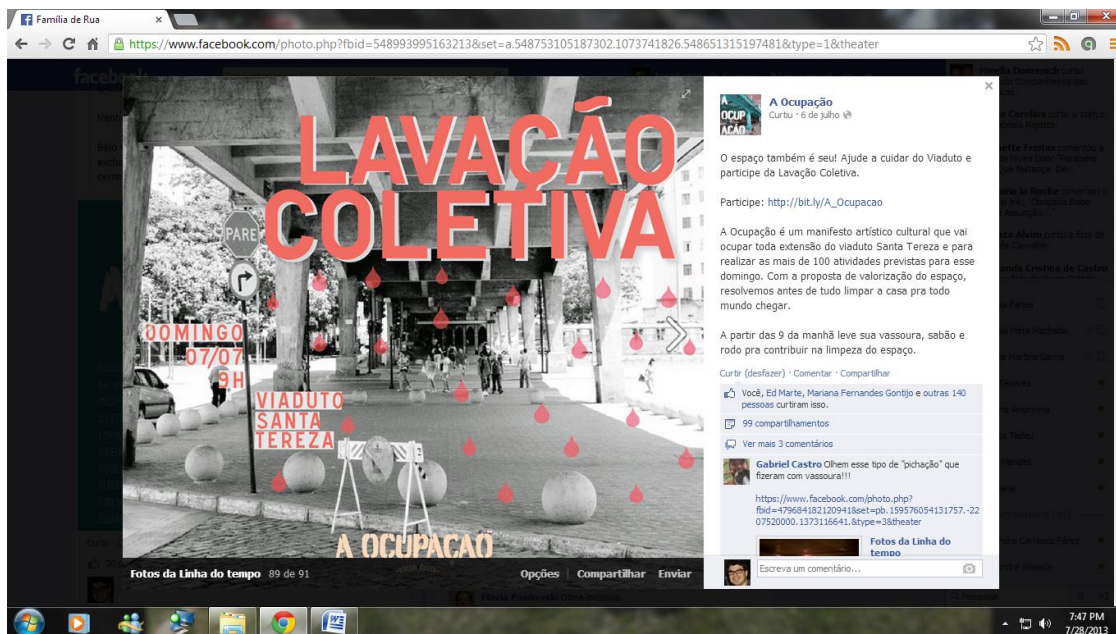 Família de Rua
https://www.facebook.com/photo.php?fbid=548993995163213&set=a.548753105187302.1073741826.548651315197481&type=1&theater
LAVAÇÃO
COLETIVA
PARE
DOMINGO
07/07
9H
VIADUTO
SANTA
TEREZA
A OCUPAÇÃO
Fotos da Linha do tempo 89 de 91
Opções Compartilhar Enviar
A
OCUP
AÇÃO
A Ocupação
Curtiu · 6 de julho
O espaço também é seu! Ajude a cuidar do Viaduto e
participe da Lavação Coletiva.
Participe: http://bit.ly/A_Ocupacao
A Ocupação é um manifesto artístico cultural que vai
ocupar toda extensão do viaduto Santa Tereza e para
realizar as mais de 100 atividades previstas para esse
domingo. Com a proposta de valorização do espaço,
resolvemos antes de tudo limpar a casa pra todo
mundo chegar.
A partir das 9 da manhã leve sua vassoura, sabão e
rodo pra contribuir na limpeza do espaço.
Curtir (desfazer) · Comentar · Compartilhar
Você, Ed Marte, Mariana Fernandes Gontijo e outras 140
pessoas curtiram isso.
99 compartilhamentos
Ver mais 3 comentários
Gabriel Castro Olhem esse tipo de "pichação" que
fizeram com vassoura!!!
https://www.facebook.com/photo.php?
fbid=479684182120941&set=pb.159576054131757.-22
07520000.1373116641.&type=3&theater
Fotos da Linha do
tempo
Escreva um comentário...
7:47 PM
7/28/2013